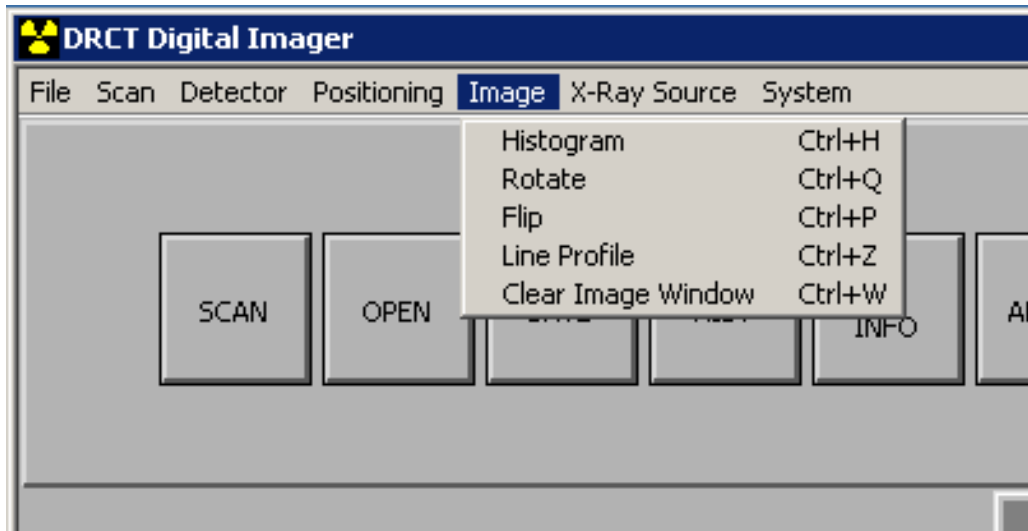 DRCT Digital Imager
File Scan Detector Positioning Image X-Ray Source System
Histogram Ctrl+H
Rotate Ctrl+Q
Flip Ctrl+P
Line Profile Ctrl+Z
Clear Image Window Ctrl+W
SCAN OPEN
INFO